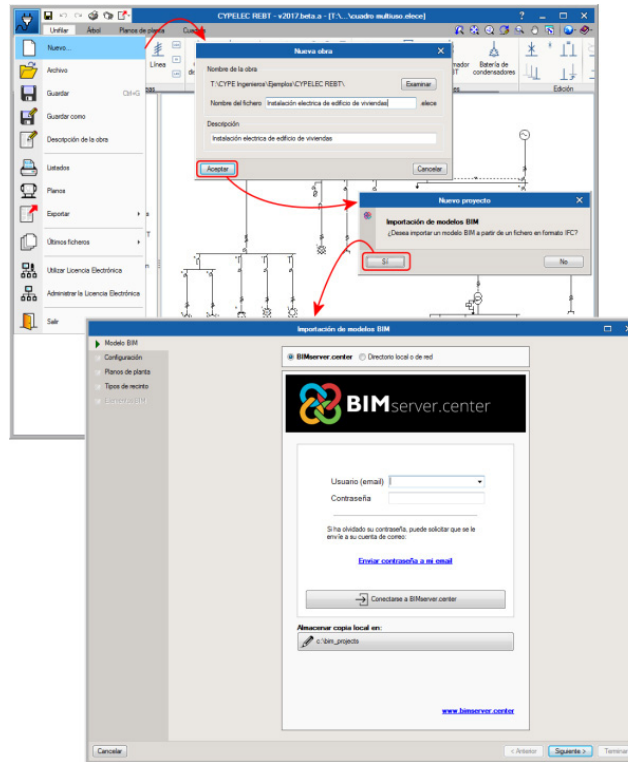 CYPELEC REBT - v2017.beta.a - [T:\...\cuadro multiuso.elece]
Unifilar Árbol Planos de planta
Nuevo...
Archivo
Guardar Ctrl+G
Guardar como
Descripción de la obra
Listados
Planos
Exportar
Últimos ficheros
Utilizar Licencia Electrónica
Administrar la Licencia Electrónica
Salir
Línea
Batería de
condensadores
Edición
Nueva obra
Nombre de la obra
T:\CYPE Ingenieros\Ejemplos\CYPELEC REBT\
Examinar
Nombre del fichero
Instalación electrica de edificio de viviendas
.elece
Descripción
Instalación electrica de edificio de viviendas
Aceptar
Cancelar
Nuevo proyecto
Importación de modelos BIM
¿Desea importar un modelo BIM a partir de un fichero en formato IFC?
Sí
No
Importación de modelos BIM
Modelo BIM
Configuración
Planos de planta
Tipos de recinto
BIMserver.center
Directorio local o de red
BIMserver.center
Usuario (email)
Contraseña
Si ha olvidado su contraseña, puede solicitar que se le
envíe a su cuenta de correo:
Enviar contraseña a mi email
Conectarse a BIMserver.center
Almacenar copia local en:
c:\bim_projects
www.bimserver.center
Cancelar
< Anterior
Siguiente >
Terminar